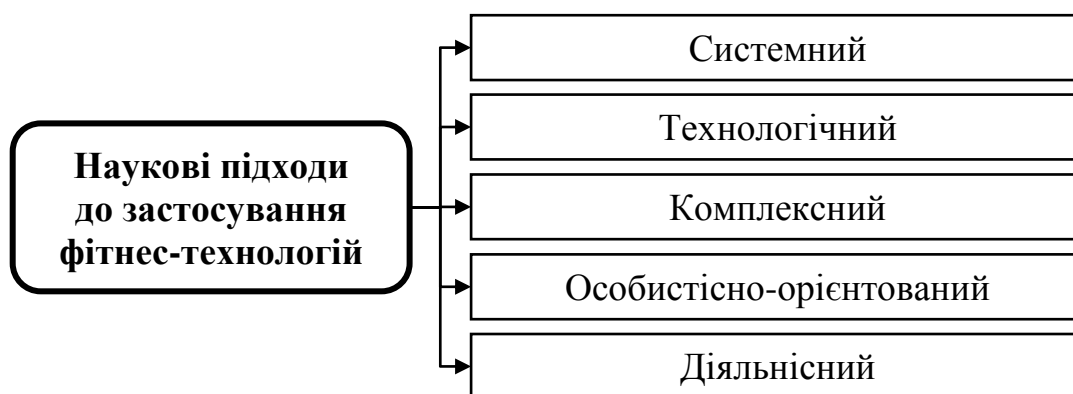 Наукові підходи
до застосування
фітнес-технологій
Системний
Технологічний
Комплексний
Особистісно-орієнтований
Діяльнісний